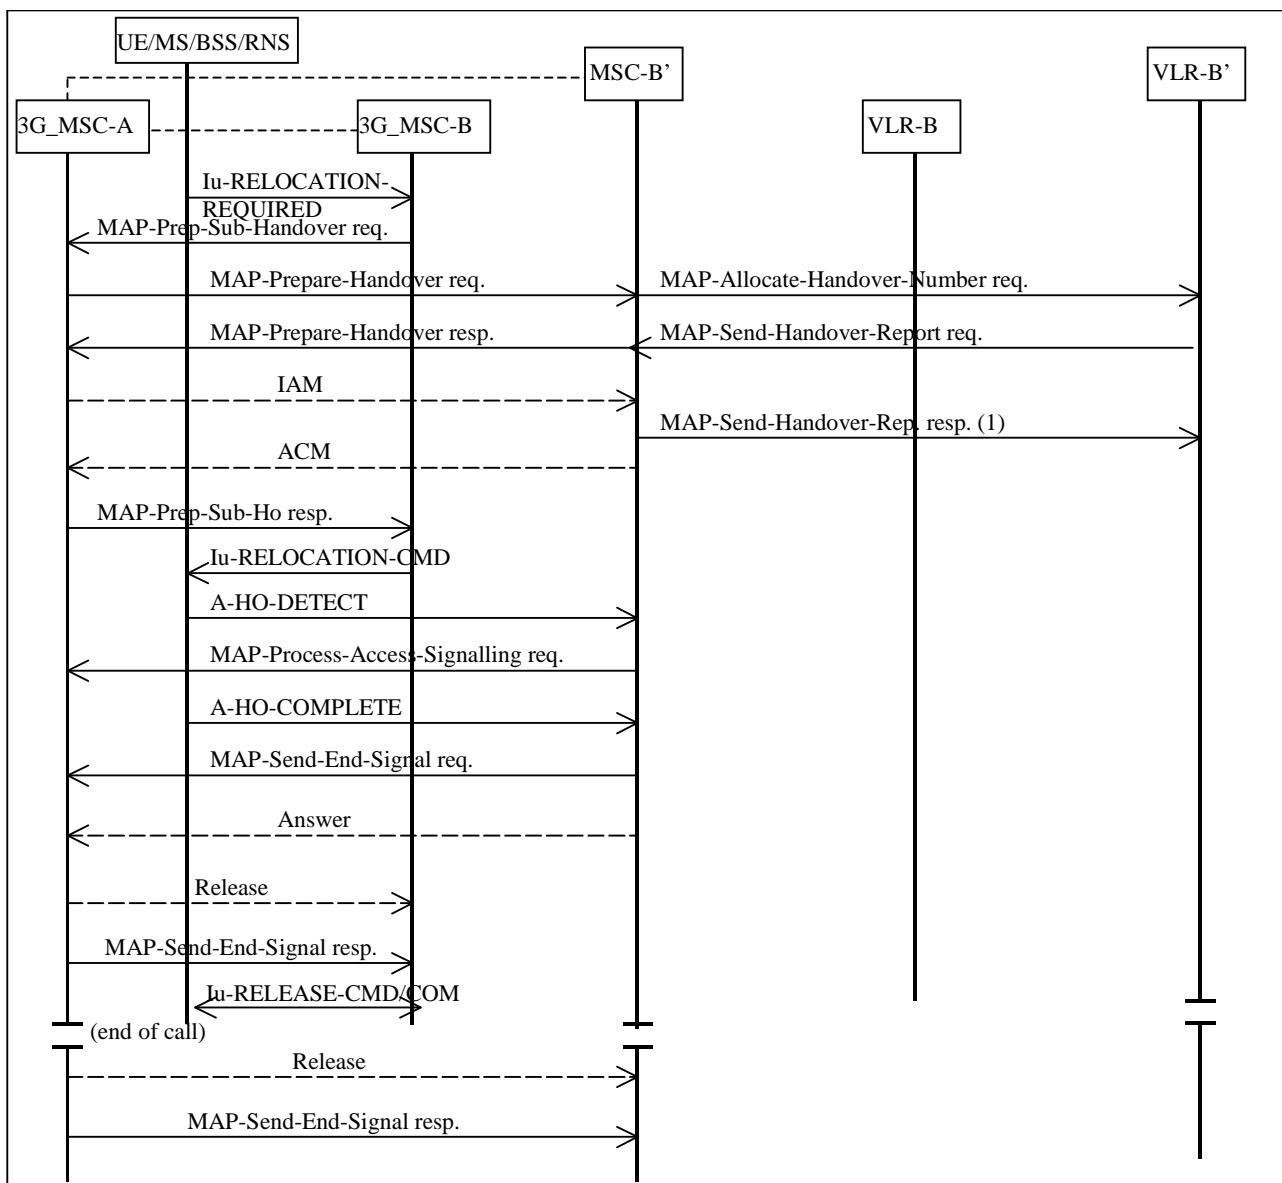 UE/MS/BSS/RNS
MSC-B’
VLR-B’
3G_MSC-A
3G_MSC-B
VLR-B
Iu-RELOCATION-
REQUIRED
MAP-Prep-Sub-Handover req.
MAP-Prepare-Handover req.
MAP-Allocate-Handover-Number req.
MAP-Prepare-Handover resp.
MAP-Send-Handover-Report req.
IAM
MAP-Send-Handover-Rep. resp. (1)
ACM
MAP-Prep-Sub-Ho resp.
Iu-RELOCATION-CMD
A-HO-DETECT
MAP-Process-Access-Signalling req.
A-HO-COMPLETE
MAP-Send-End-Signal req.
Answer
Release
MAP-Send-End-Signal resp.
Iu-RELEASE-CMD/COM
(end of call)
Release
MAP-Send-End-Signal resp.